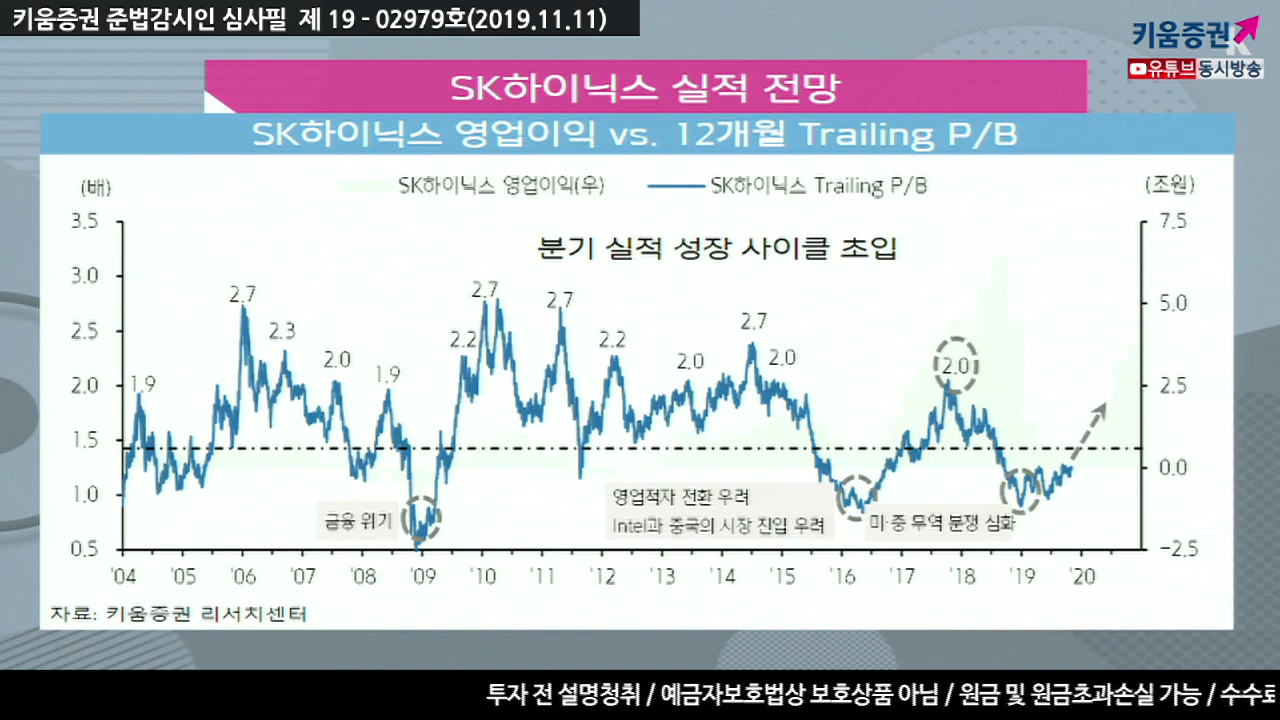 키움증권 준법감시인 심사필 제 19 - 02979호(2019.11.11)
키움증권
유튜브 동시방송
SK하이닉스 실적 전망
SK하이닉스 영업이익 vs. 12개월 Trailing P/B
(배) SK하이닉스 영업이익(우) SK하이닉스 Trailing P/B (조원)
3.5 7.5
분기 실적 성장 사이클 초입
3.0
2.7 2.7 2.7 5.0
2.5 2.3 2.2 2.2 2.7
2.0 1.9 2.0 2.0 2.0
2.0 1.9 2.5
1.5 0.0
1.0 영업적자 전환 우려
금융 위기 Intel과 중국의 시장 진입 우려 미·중 무역 분쟁 심화
0.5 -2.5
'04 '05 '06 '07 '08 '09 '10 '11 '12 '13 '14 '15 '16 '17 '18 '19 '20
자료: 키움증권 리서치센터
투자 전 설명청취 / 예금자보호법상 보호상품 아님 / 원금 및 원금초과손실 가능 / 수수료